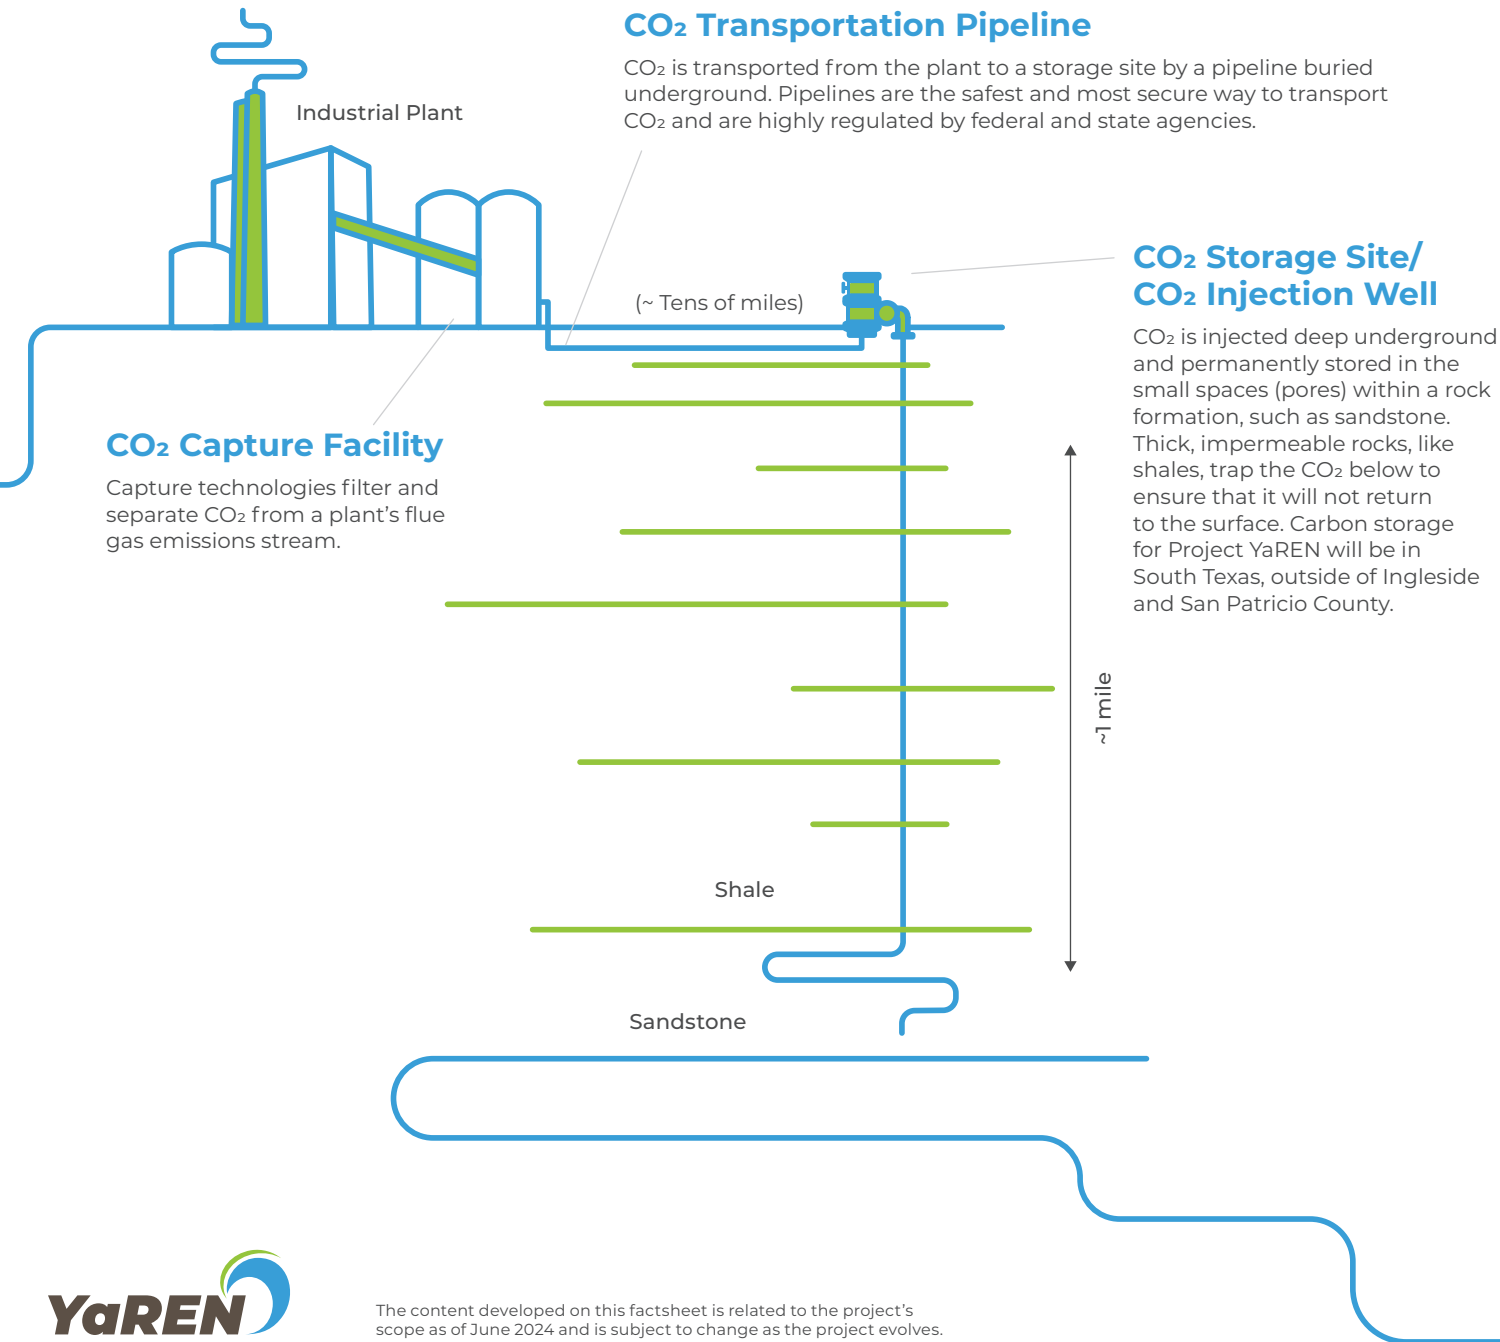 CO₂ Transportation Pipeline
CO₂ is transported from the plant to a storage site by a pipeline buried
underground. Pipelines are the safest and most secure way to transport
CO₂ and are highly regulated by federal and state agencies.
Industrial Plant
(~ Tens of miles)
CO₂ Storage Site/
CO₂ Injection Well
CO₂ is injected deep underground
and permanently stored in the
small spaces (pores) within a rock
formation, such as sandstone.
Thick, impermeable rocks, like
shales, trap the CO₂ below to
ensure that it will not return
to the surface. Carbon storage
for Project YaREN will be in
South Texas, outside of Ingleside
and San Patricio County.
CO₂ Capture Facility
Capture technologies filter and
separate CO₂ from a plant’s flue
gas emissions stream.
~1 mile
Shale
Sandstone
YaREN
The content developed on this factsheet is related to the project’s
scope as of June 2024 and is subject to change as the project evolves.